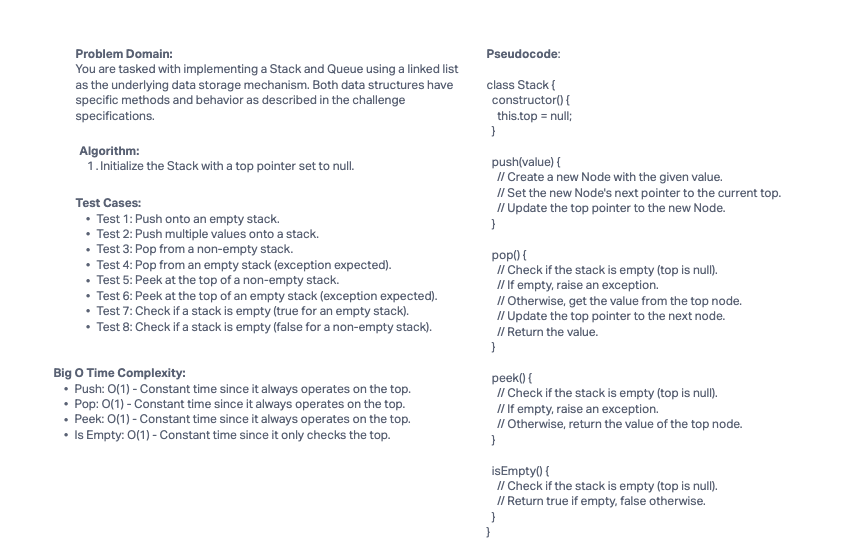 Problem Domain:
You are tasked with implementing a Stack and Queue using a linked list
as the underlying data storage mechanism. Both data structures have
specific methods and behavior as described in the challenge
specifications.
Algorithm:
1. Initialize the Stack with a top pointer set to null.
Test Cases:
• Test 1: Push onto an empty stack.
• Test 2: Push multiple values onto a stack.
• Test 3: Pop from a non-empty stack.
• Test 4: Pop from an empty stack (exception expected).
• Test 5: Peek at the top of a non-empty stack.
• Test 6: Peek at the top of an empty stack (exception expected).
• Test 7: Check if a stack is empty (true for an empty stack).
• Test 8: Check if a stack is empty (false for a non-empty stack).
Big O Time Complexity:
• Push: O(1) - Constant time since it always operates on the top.
• Pop: O(1) - Constant time since it always operates on the top.
• Peek: O(1) - Constant time since it always operates on the top.
• Is Empty: O(1) - Constant time since it only checks the top.
Pseudocode:
class Stack {
constructor() {
this.top = null;
}
push(value) {
// Create a new Node with the given value.
// Set the new Node's next pointer to the current top.
// Update the top pointer to the new Node.
}
pop() {
// Check if the stack is empty (top is null).
// If empty, raise an exception.
// Otherwise, get the value from the top node.
// Update the top pointer to the next node.
// Return the value.
}
peek() {
// Check if the stack is empty (top is null).
// If empty, raise an exception.
// Otherwise, return the value of the top node.
}
isEmpty() {
// Check if the stack is empty (top is null).
// Return true if empty, false otherwise.
}
}